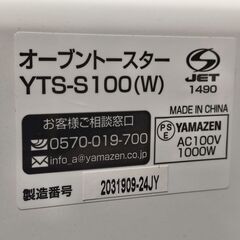 オーブントースター
YTS-S100(W)
JET
1490
MADE IN CHINA
お客様ご相談窓口
0570-019-700
info_a@yamazen.co.jp
PS
E
YAMAZEN
AC100V
1000W
製造番号
2031909-24JY